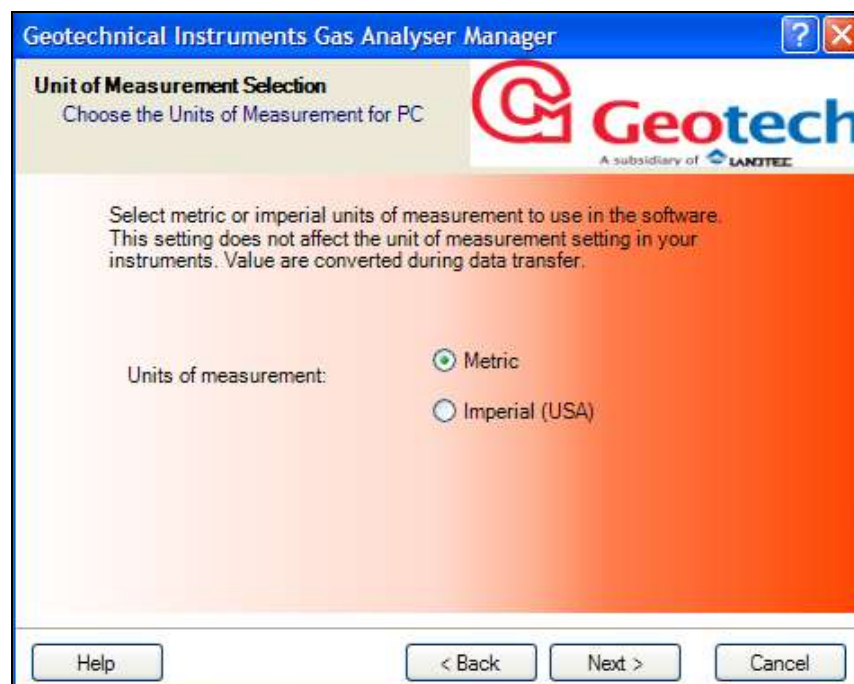 Geotechnical Instruments Gas Analyser Manager
Unit of Measurement Selection
Choose the Units of Measurement for PC
Geotech
A subsidiary of LANDTEC
Select metric or imperial units of measurement to use in the software.
This setting does not affect the unit of measurement setting in your
instruments. Value are converted during data transfer.
Units of measurement:
Metric
Imperial (USA)
Help
< Back
Next >
Cancel